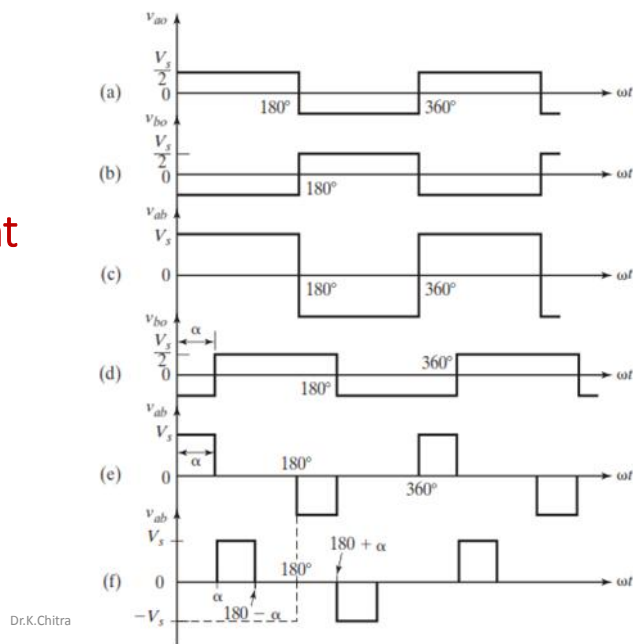 v_ao
V_s/2
0
(a)
180°
360°
ωt
v_bo
V_s/2
0
(b)
180°
ωt
v_ab
V_s
0
(c)
180°
360°
ωt
v_bo
α
V_s/2
0
(d)
180°
360°
ωt
v_ab
V_s
α
0
(e)
180°
360°
ωt
v_ab
V_s
0
(f)
α
180 – α
180°
180 + α
ωt
–V_s
Dr.K.Chitra